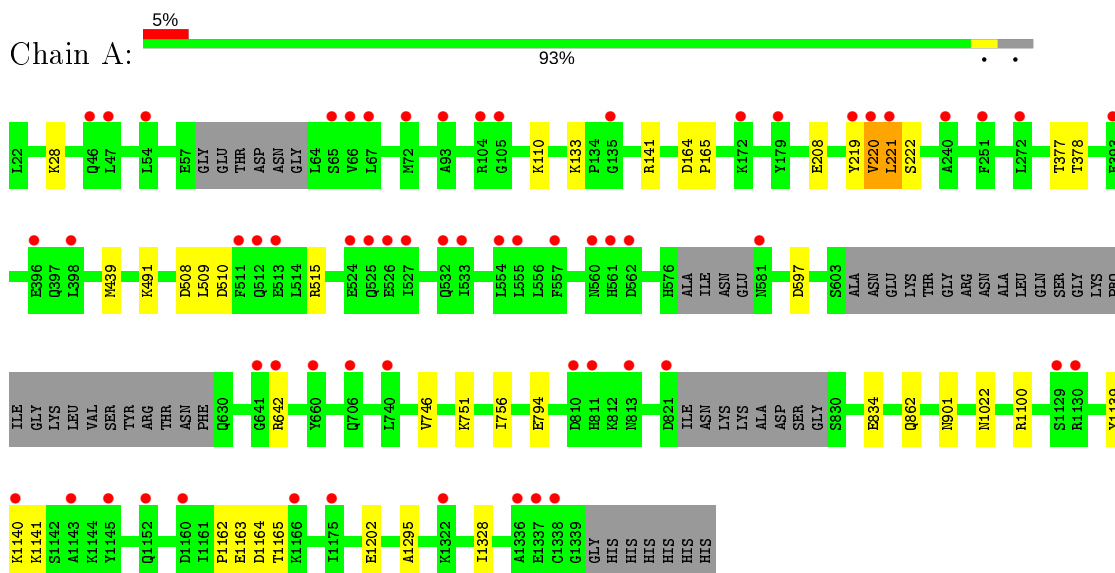 5%
Chain A:
93%
L22 K28 Q46 L47 L54 E57 GLY GLU THR ASP ASN GLY L64 S65 V66 L67 M72 A93 R104 G105 K110 K133 P134 G135 R141 D164 P165 K172 Y179 E208 Y219 V220 L221 S222 A240 F251 L272 T377 T378
E396 Q397 L398 M439 K491 D508 L509 D510 F511 Q512 E513 L514 R515 E524 Q525 E526 I527 Q532 I533 L554 L555 L556 F557 N560 H561 D562 H576 ALA ILE ASN GLU N581 D597 S603 ALA ASN GLU LYS THR GLY ARG ASN ALA LEU GLN SER GLY LYS PRO
ILE GLY LYS LEU VAL SER TYR ARG THR ASN PHE Q630 G641 R642 Y660 Q706 L740 V746 K751 I756 E794 D810 H811 K812 N813 D821 ILE ASN LYS LYS ALA ASP SER GLY S830 E834 Q862 N901 N1022 R1100 S1129 R1130 Y1139
K1140 K1141 S1142 A1143 K1144 Y1145 Q1152 D1160 I1161 P1162 E1163 D1164 T1165 K1166 I1175 E1202 A1295 K1322 I1328 A1336 E1337 C1338 G1339 GLY HIS HIS HIS HIS HIS HIS